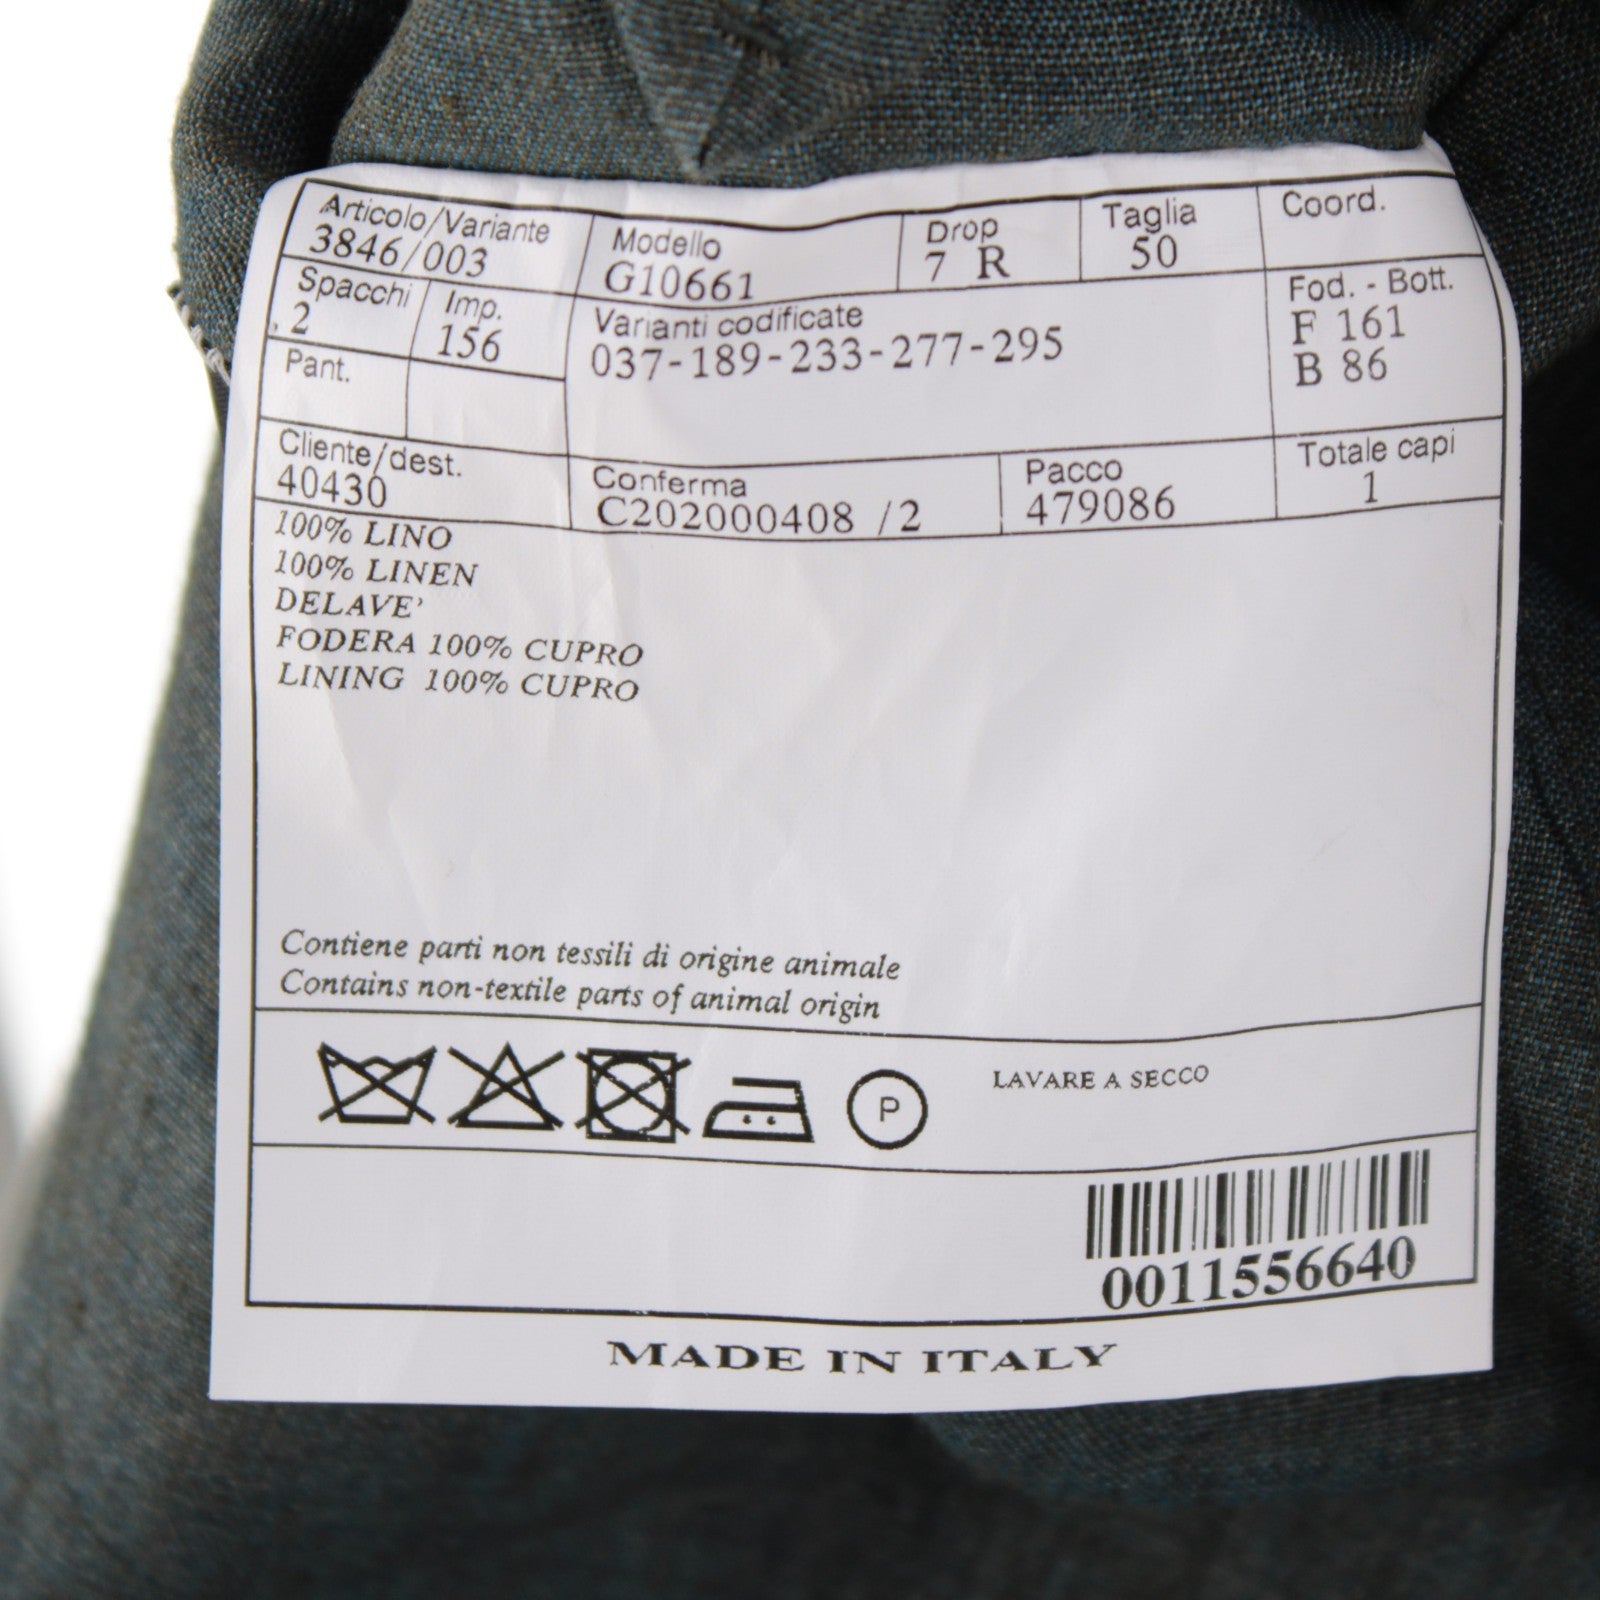 Articolo/Variante
3846/003
Modello
G10661
Drop
7 R
Taglia
50
Coord.
Spacchi
2
Imp.
156
Varianti codificate
037-189-233-277-295
Fod. - Bott.
F 161
B 86
Pant.
Cliente/dest.
40430
Conferma
C202000408 /2
Pacco
479086
Totale capi
1
100% LINO
100% LINEN
DELAVE'
FODERA 100% CUPRO
LINING 100% CUPRO
Contiene parti non tessili di origine animale
Contains non-textile parts of animal origin
P
LAVARE A SECCO
0011556640
MADE IN ITALY